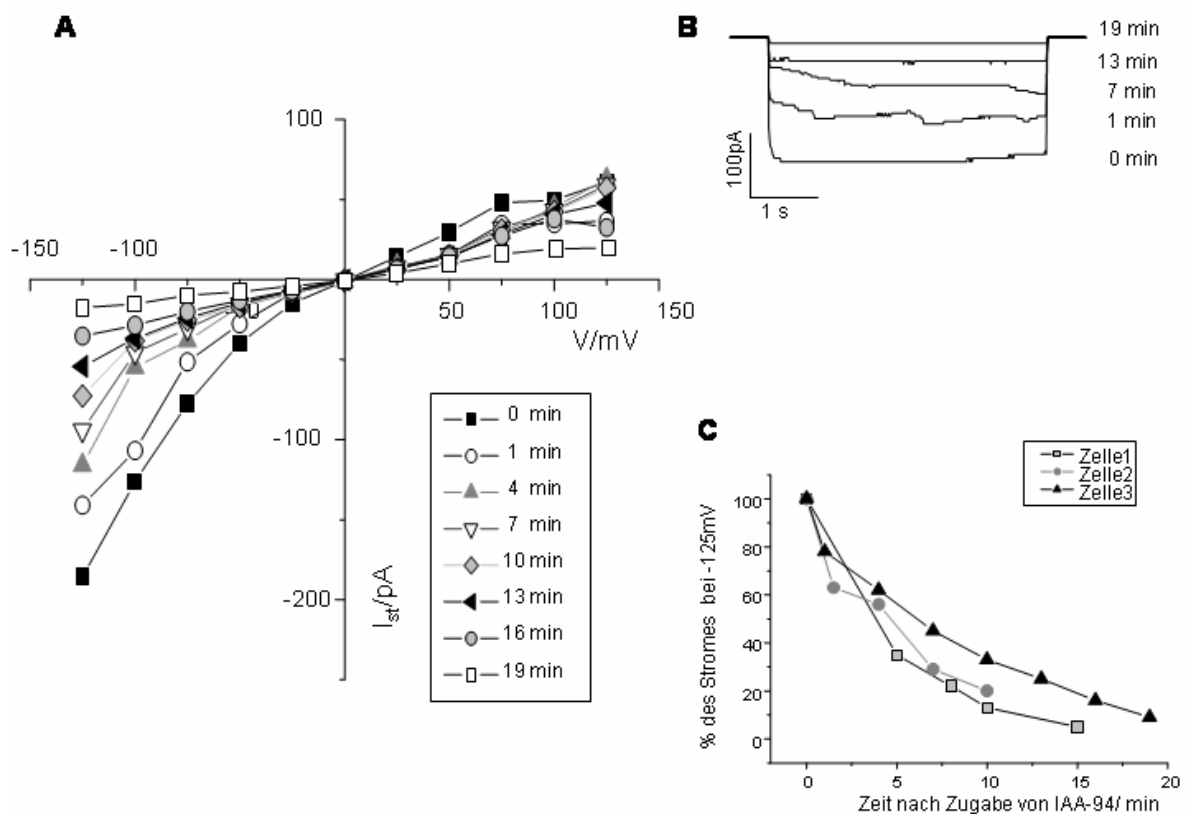 A
100
-150
-100
50
100
150
V/mV
-100
-200
I_st/pA
0 min
1 min
4 min
7 min
10 min
13 min
16 min
19 min
B
19 min
13 min
7 min
1 min
0 min
100pA
1 s
C
Zelle1
Zelle2
Zelle3
% des Stromes bei -125mV
100
80
60
40
20
0
0
5
10
15
20
Zeit nach Zugabe von IAA-94/ min